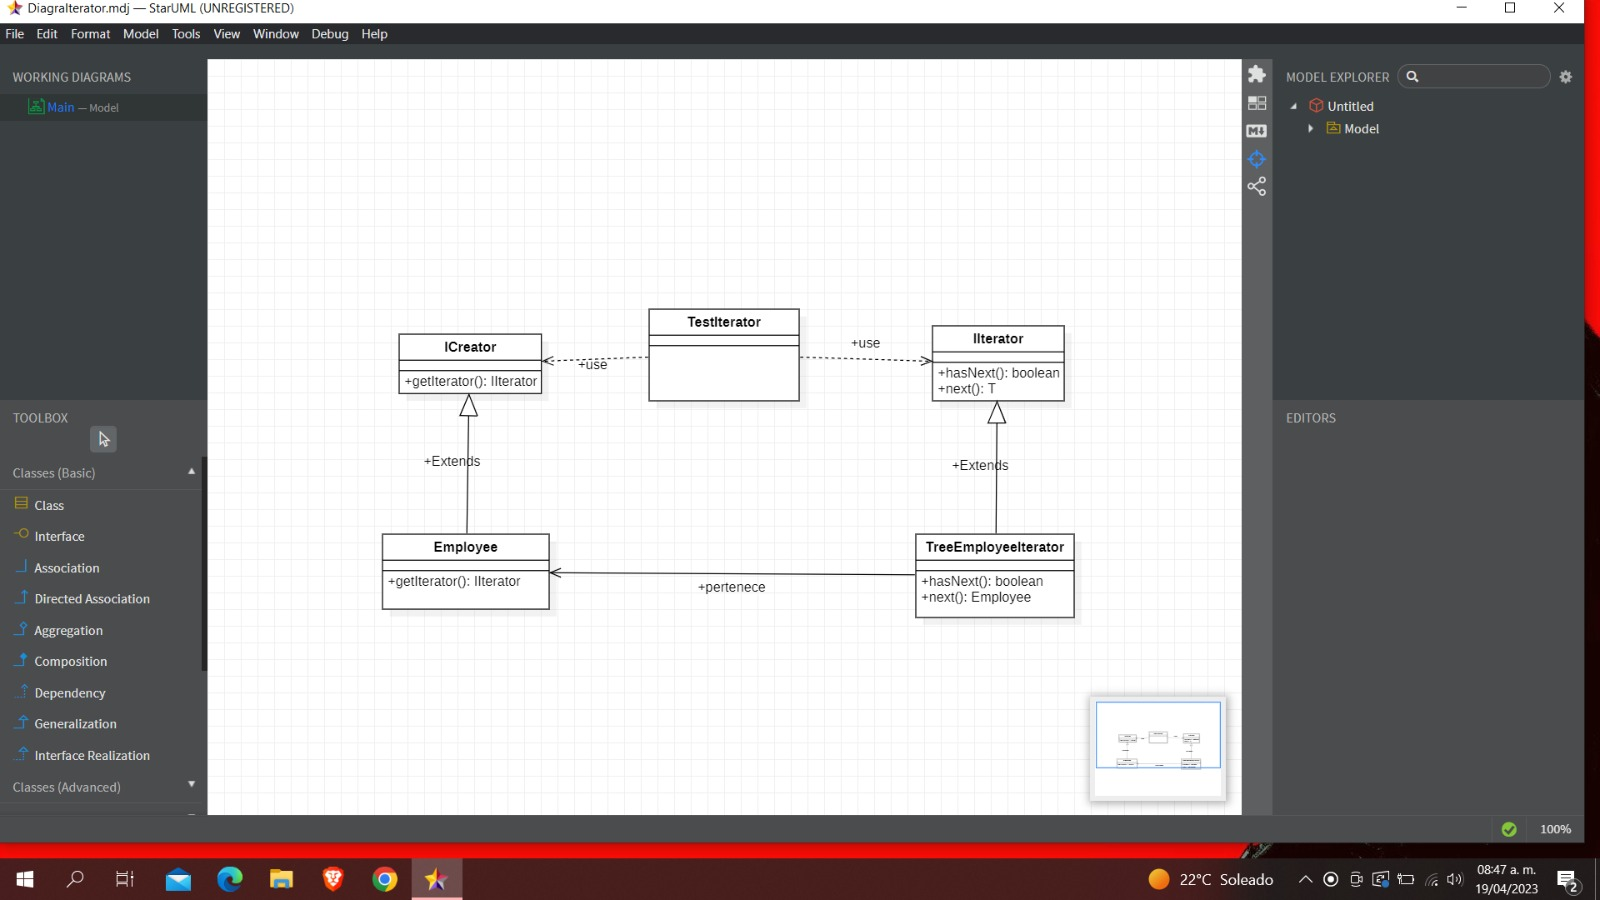 DiagraIterator.mdj — StarUML (UNREGISTERED)
File Edit Format Model Tools View Window Debug Help
WORKING DIAGRAMS
Main — Model
TOOLBOX
Classes (Basic)
Class
Interface
Association
Directed Association
Aggregation
Composition
Dependency
Generalization
Interface Realization
Classes (Advanced)
TestIterator
ICreator
+getIterator(): IIterator
+use
+use
IIterator
+hasNext(): boolean
+next(): T
+Extends
+Extends
Employee
+getIterator(): IIterator
+pertenece
TreeEmployeeIterator
+hasNext(): boolean
+next(): Employee
M↓
MODEL EXPLORER
Untitled
Model
EDITORS
100%
22°C Soleado
08:47 a. m.
19/04/2023
2